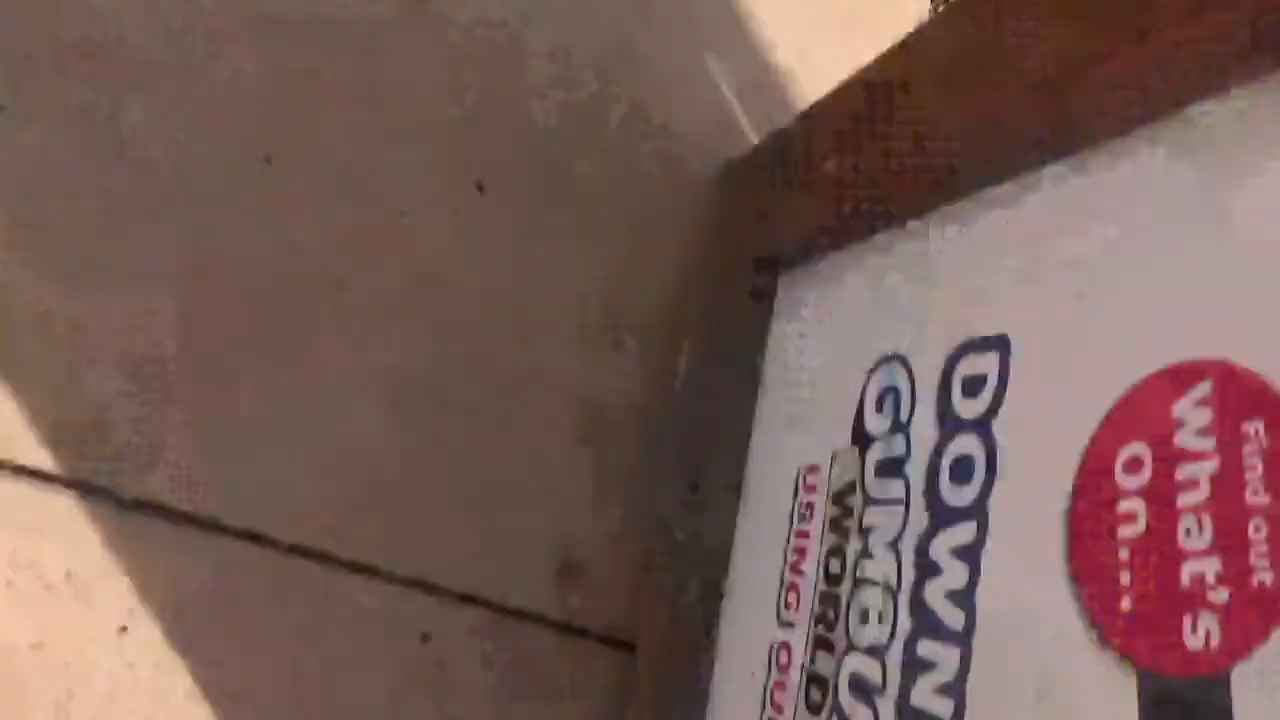 Find out
What's
On...
DOWN
GUMBU
WORLD
USING OU